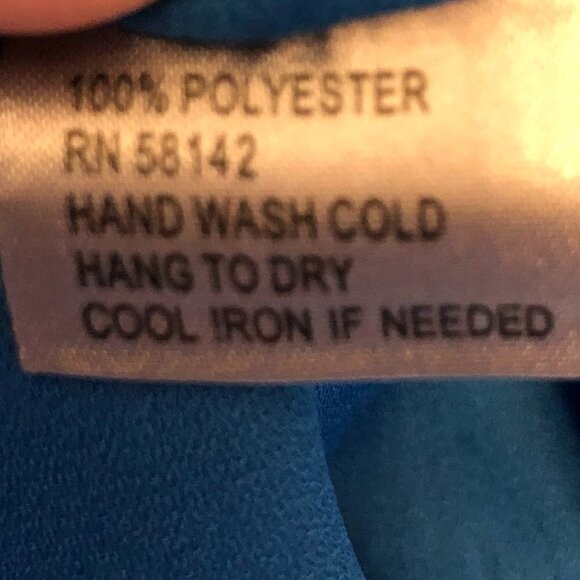 100% POLYESTER
RN 58142
HAND WASH COLD
HANG TO DRY
COOL IRON IF NEEDED